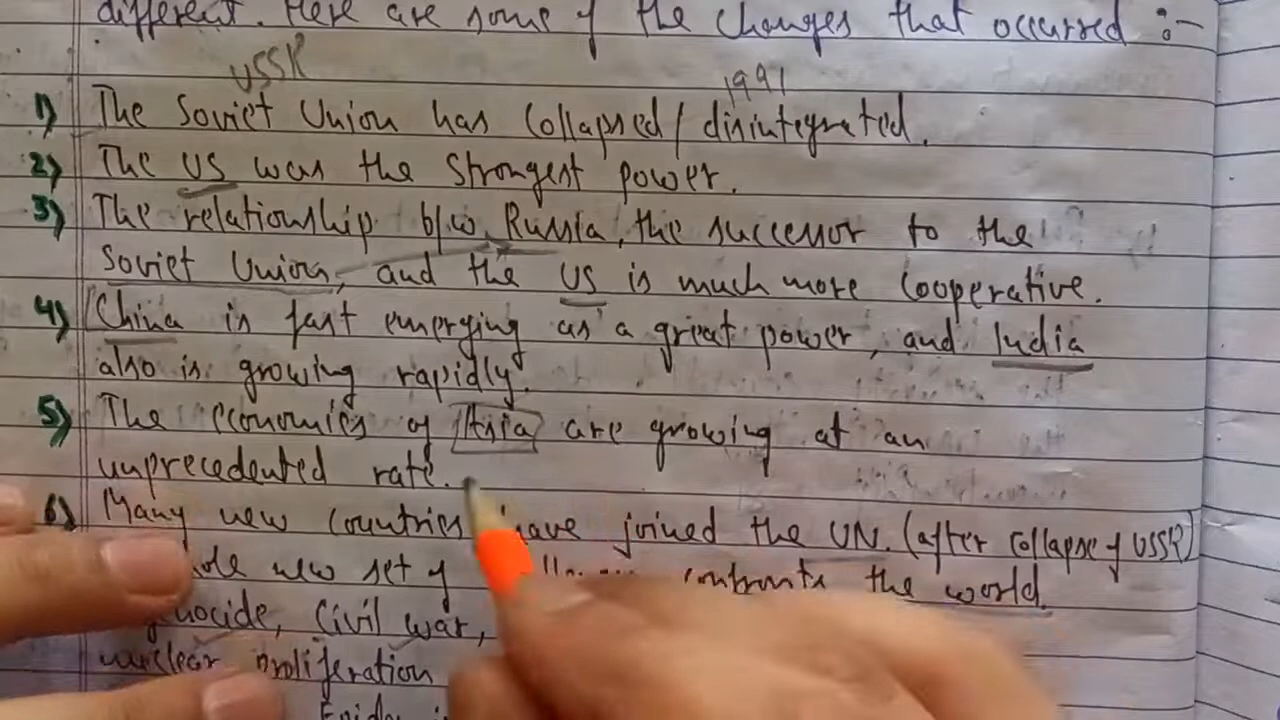 different. Here are some of the changes that occurred :-
USSR 1991
1) The Soviet Union has Collapsed / disintegrated.
2) The US was the strongest power.
3) The relationship b/w Russia, the successor to the
Soviet Union, and the US is much more Cooperative.
4) China is fast emerging as a great power, and India
also is growing rapidly.
5) The economies of Asia are growing at an
unprecedented rate.
6) Many new countries have joined the UN. (after collapse of USSR)
new set of confronts the world.
Civil war,
nuclear proliferation